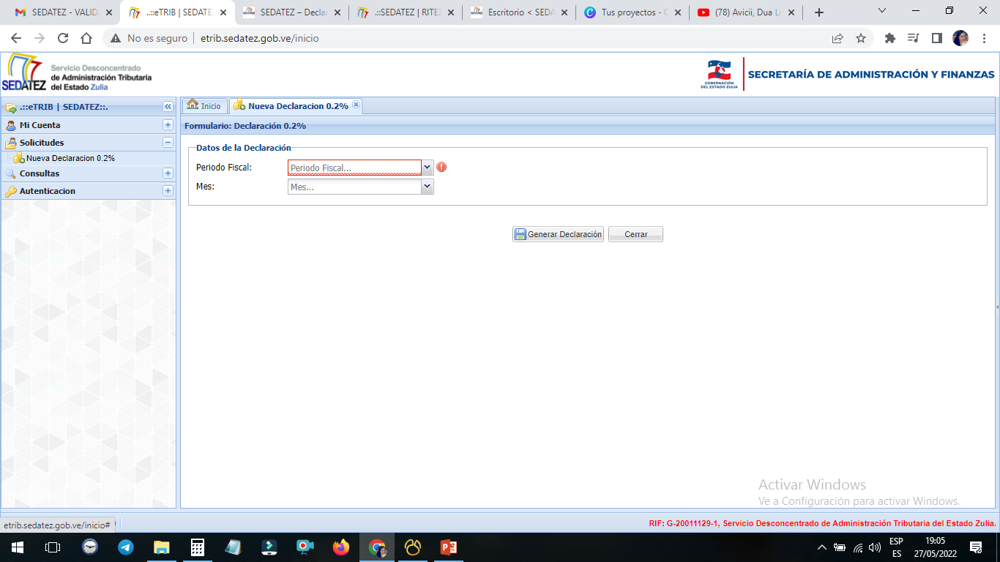 SEDATEZ - VALID
..::eTRIB | SEDATEZ
SEDATEZ – Declar
.::SEDATEZ | RITEZ
Escritorio < SEDA
Tus proyectos - C
(78) Avicii, Dua Li
No es seguro
etrib.sedatez.gob.ve/inicio
SEDATEZ
Servicio Desconcentrado
de Administración Tributaria
del Estado Zulia
GOBERNACIÓN
DEL ESTADO ZULIA
SECRETARÍA DE ADMINISTRACIÓN Y FINANZAS
.::eTRIB | SEDATEZ::.
Mi Cuenta
Solicitudes
Nueva Declaracion 0.2%
Consultas
Autenticacion
Inicio
Nueva Declaracion 0.2%
Formulario: Declaración 0.2%
Datos de la Declaración
Periodo Fiscal:
Periodo Fiscal...
Mes:
Mes...
Generar Declaración
Cerrar
Activar Windows
Ve a Configuración para activar Windows.
etrib.sedatez.gob.ve/inicio#
RIF: G-20011129-1, Servicio Desconcentrado de Administración Tributaria del Estado Zulia.
ESP
ES
19:05
27/05/2022